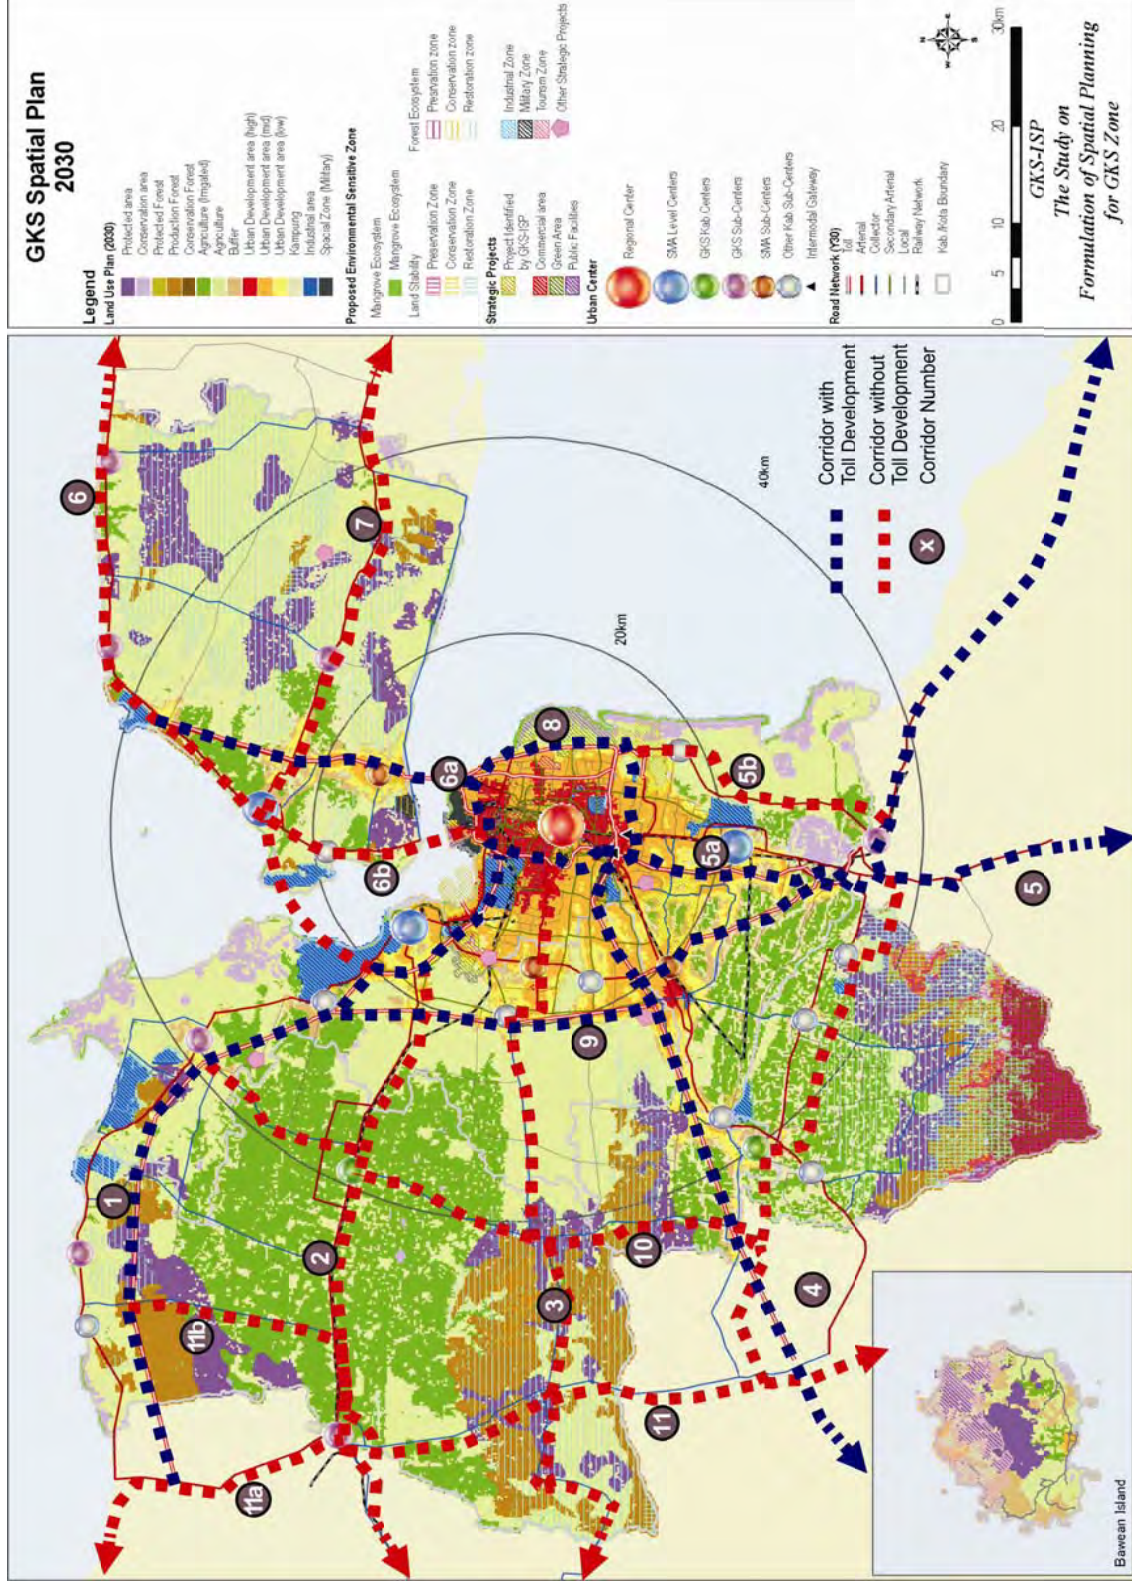 GKS Spatial Plan
2030
Legend
Land Use Plan (2030)
Protected area
Conservation area
Protected Forest
Production Forest
Conservation Forest
Agriculture (Irrigated)
Agriculture
Buffer
Urban Development area (high)
Urban Development area (mid)
Urban Development area (low)
Kampung
Industrial area
Spacial Zone (Military)
Proposed Environmental Sensitive Zone
Mangrove Ecosystem
Mangrove Ecosystem
Land Stability
Preservation Zone
Conservation Zone
Restoration Zone
Forest Ecosystem
Preservation zone
Conservation zone
Restoration zone
Strategic Projects
Project Identified
by GKS-ISP
Commercial area
Green Area
Public Facilities
Industrial Zone
Military Zone
Tourism Zone
Other Strategic Projects
Urban Center
Regional Center
SMA Level Centers
GKS Kab Centers
GKS Sub-Centers
SMA Sub-Centers
Other Kab Sub-Centers
Intermodal Gateway
Road Network (Y30)
Toll
Arterial
Collector
Secondary Arterial
Local
Railway Network
Kab./Kota Boundary
N
E
S
W
0
5
10
20
30km
GKS-ISP
The Study on
Formulation of Spatial Planning
for GKS Zone
6
7
40km
20km
6a
8
6b
5b
5a
5
1
9
2
10
3
4
11b
11
11a
Corridor with
Toll Development
Corridor without
Toll Development
x
Corridor Number
Bawean Island